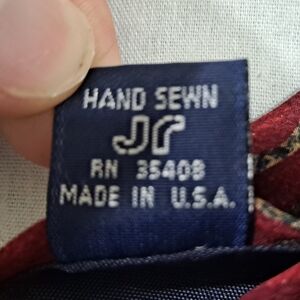 HAND SEWN
JR
RN 35408
MADE IN U.S.A.